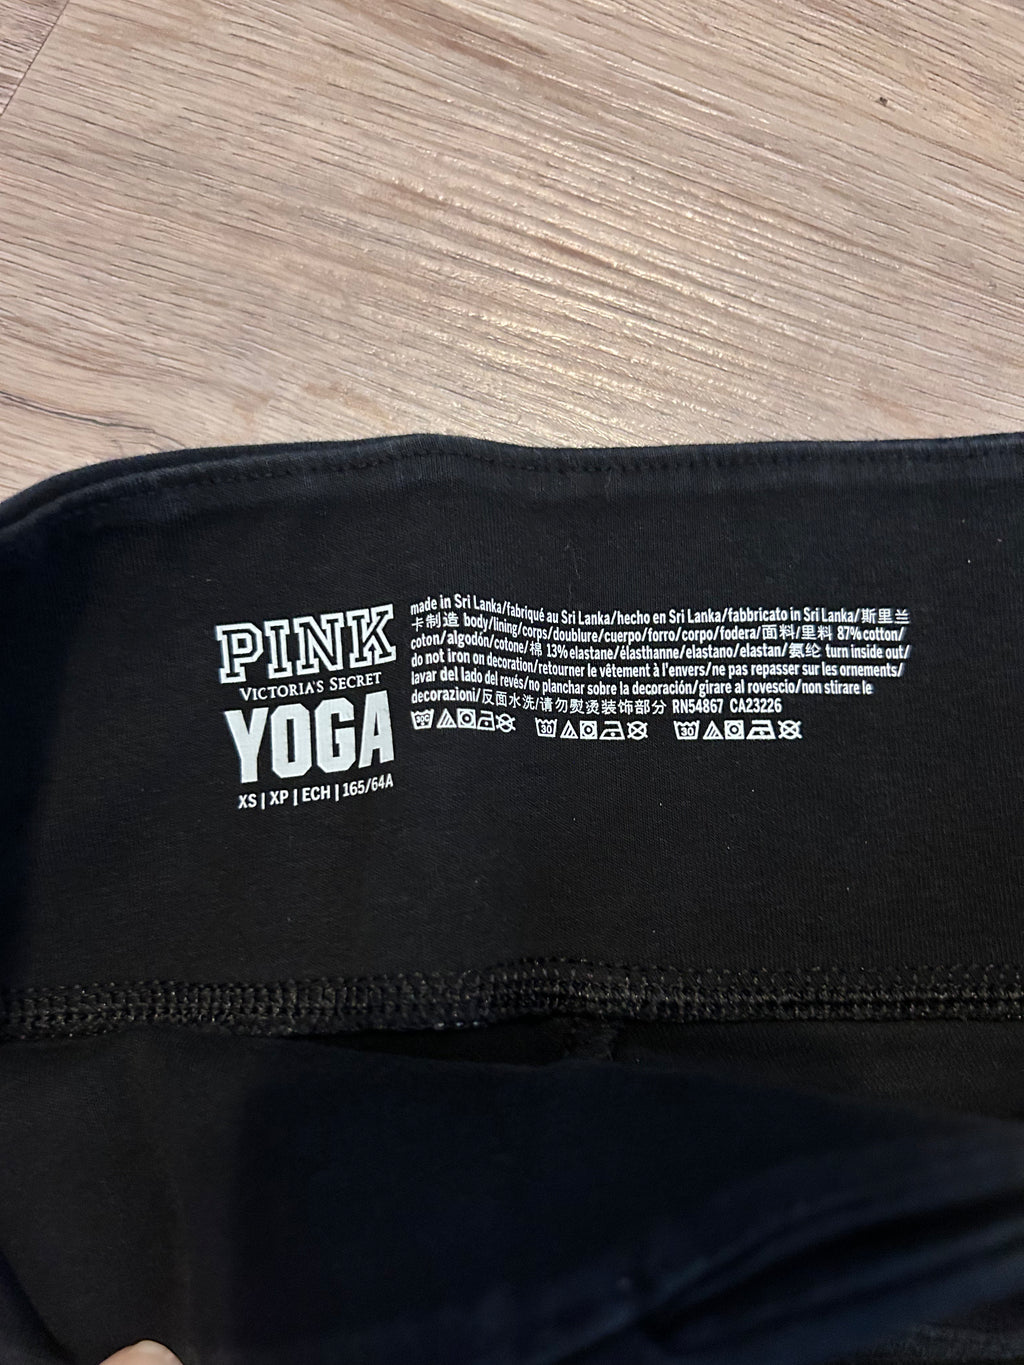 PINK
VICTORIA'S SECRET
YOGA
XS | XP | ECH | 165/64A
made in Sri Lanka/fabriqué au Sri Lanka/hecho en Sri Lanka/fabbricato in Sri Lanka/斯里兰
卡制造 body/lining/corps/doublure/cuerpo/forro/corpo/fodera/面料/里料 87% cotton/
coton/algodón/cotone/棉 13% elastane/élasthanne/elastano/elastan/氨纶 turn inside out/
do not iron on decoration/retourner le vêtement à l'envers/ne pas repasser sur les ornements/
lavar del lado del revés/no planchar sobre la decoración/girare al rovescio/non stirare le
decorazioni/反面水洗/请勿熨烫装饰部分 RN54867 CA23226
30°C 30 30